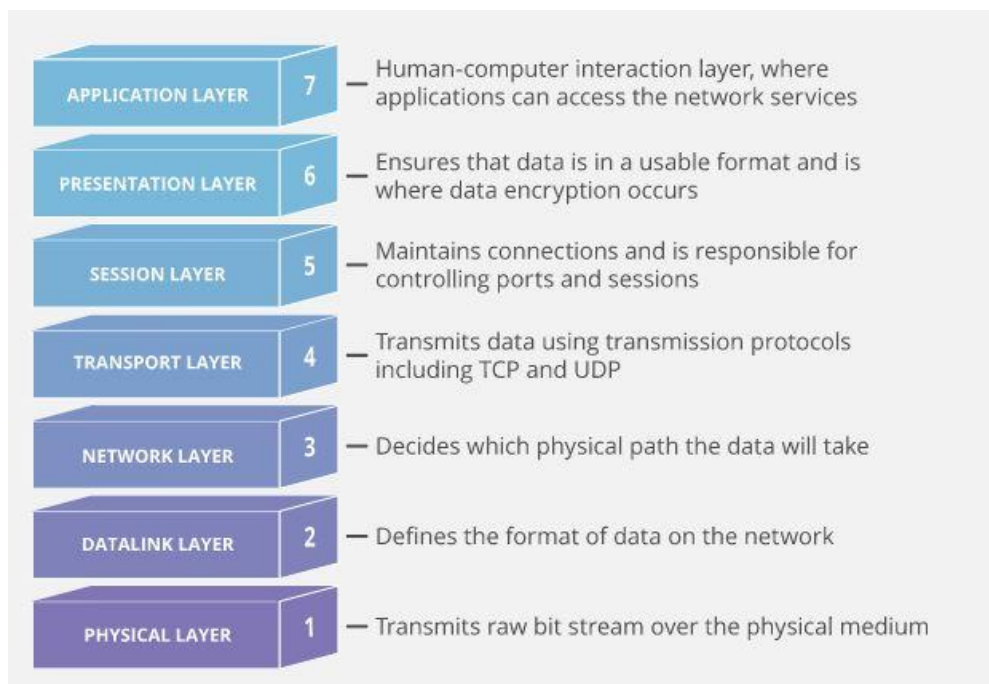 APPLICATION LAYER 7
Human-computer interaction layer, where
applications can access the network services
PRESENTATION LAYER 6
Ensures that data is in a usable format and is
where data encryption occurs
SESSION LAYER 5
Maintains connections and is responsible for
controlling ports and sessions
TRANSPORT LAYER 4
Transmits data using transmission protocols
including TCP and UDP
NETWORK LAYER 3
Decides which physical path the data will take
DATALINK LAYER 2
Defines the format of data on the network
PHYSICAL LAYER 1
Transmits raw bit stream over the physical medium